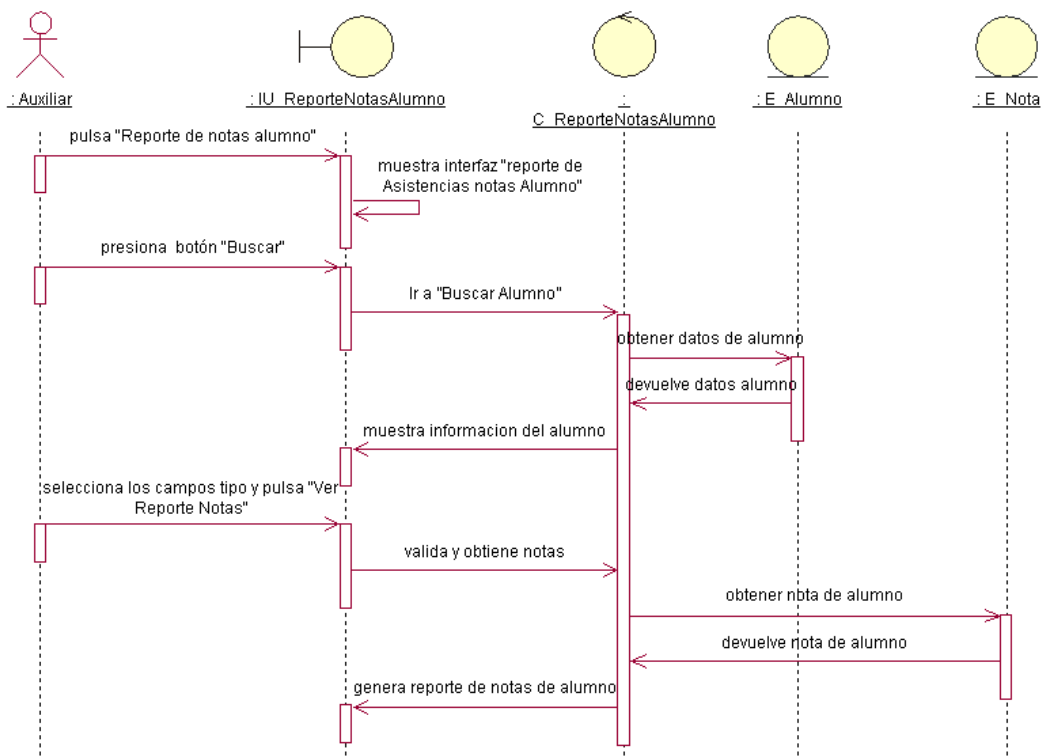 : Auxiliar
: IU_ReporteNotasAlumno
:
C_ReporteNotasAlumno
: E_Alumno
: E_Nota
pulsa "Reporte de notas alumno"
muestra interfaz "reporte de
Asistencias notas Alumno"
presiona botón "Buscar"
Ir a "Buscar Alumno"
obtener datos de alumno
devuelve datos alumno
muestra informacion del alumno
selecciona los campos tipo y pulsa "Ver
Reporte Notas"
valida y obtiene notas
obtener nota de alumno
devuelve nota de alumno
genera reporte de notas de alumno